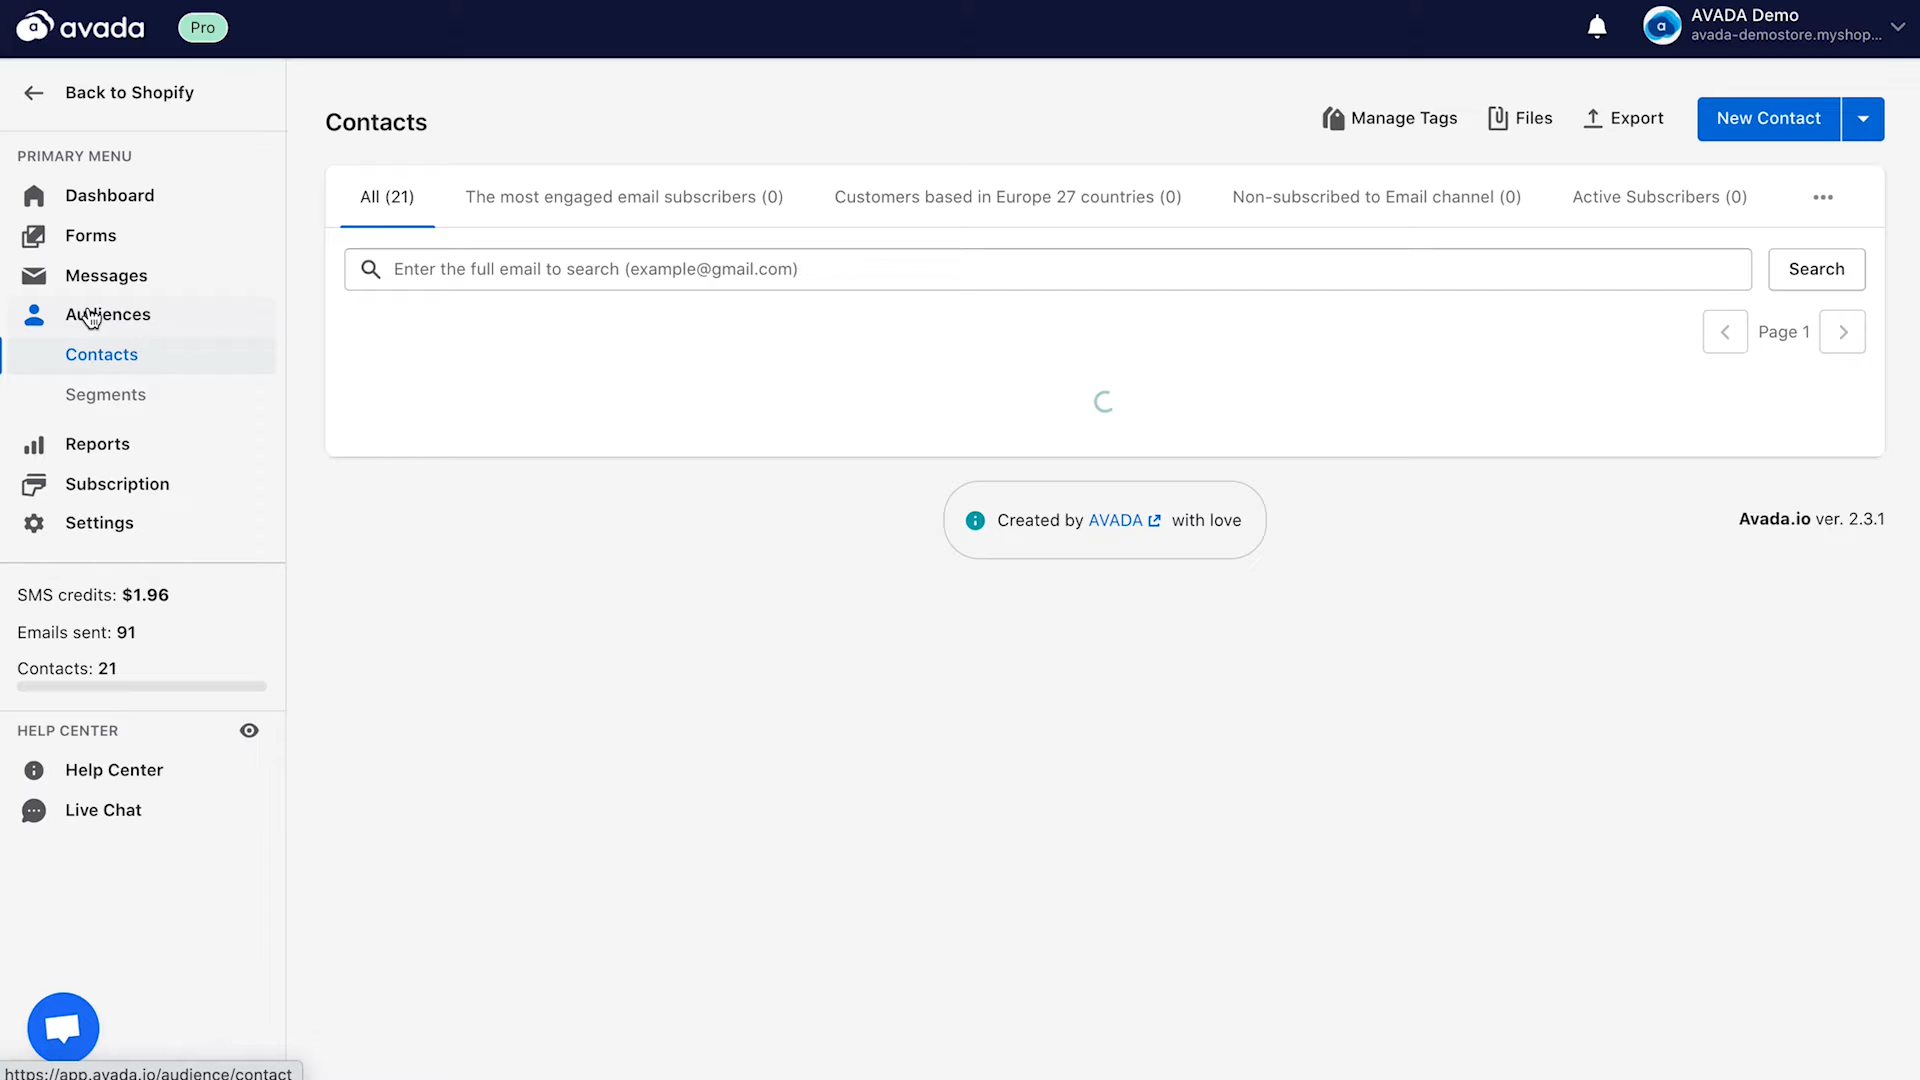 avada
Pro
AVADA Demo
avada-demostore.myshop...
Back to Shopify
PRIMARY MENU
Dashboard
Forms
Messages
Audiences
Contacts
Segments
Reports
Subscription
Settings
SMS credits: $1.96
Emails sent: 91
Contacts: 21
HELP CENTER
Help Center
Live Chat
https://app.avada.io/audience/contact
Contacts
Manage Tags
Files
Export
New Contact
All (21)
The most engaged email subscribers (0)
Customers based in Europe 27 countries (0)
Non-subscribed to Email channel (0)
Active Subscribers (0)
Enter the full email to search (example@gmail.com)
Search
Page 1
Created by AVADA with love
Avada.io ver. 2.3.1